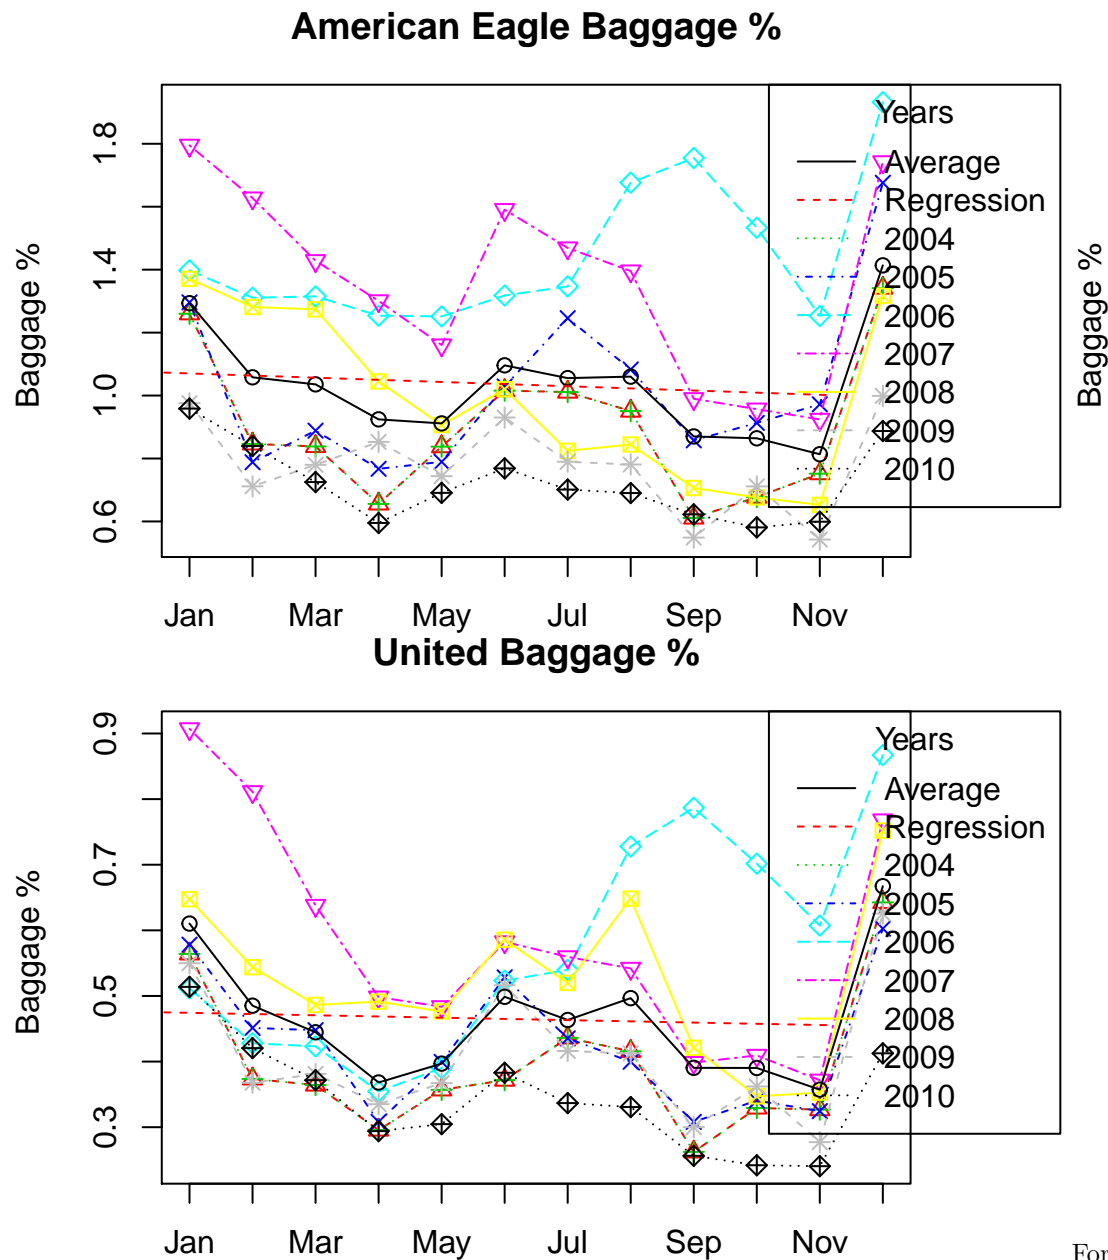 American Eagle Baggage %
Baggage %
1.8
1.4
1.0
0.6
Years
Average
Regression
2004
2005
2006
2007
2008
2009
2010
Baggage %
Jan Mar May Jul Sep Nov
United Baggage %
Baggage %
0.9
0.7
0.5
0.3
Years
Average
Regression
2004
2005
2006
2007
2008
2009
2010
Jan Mar May Jul Sep Nov
For